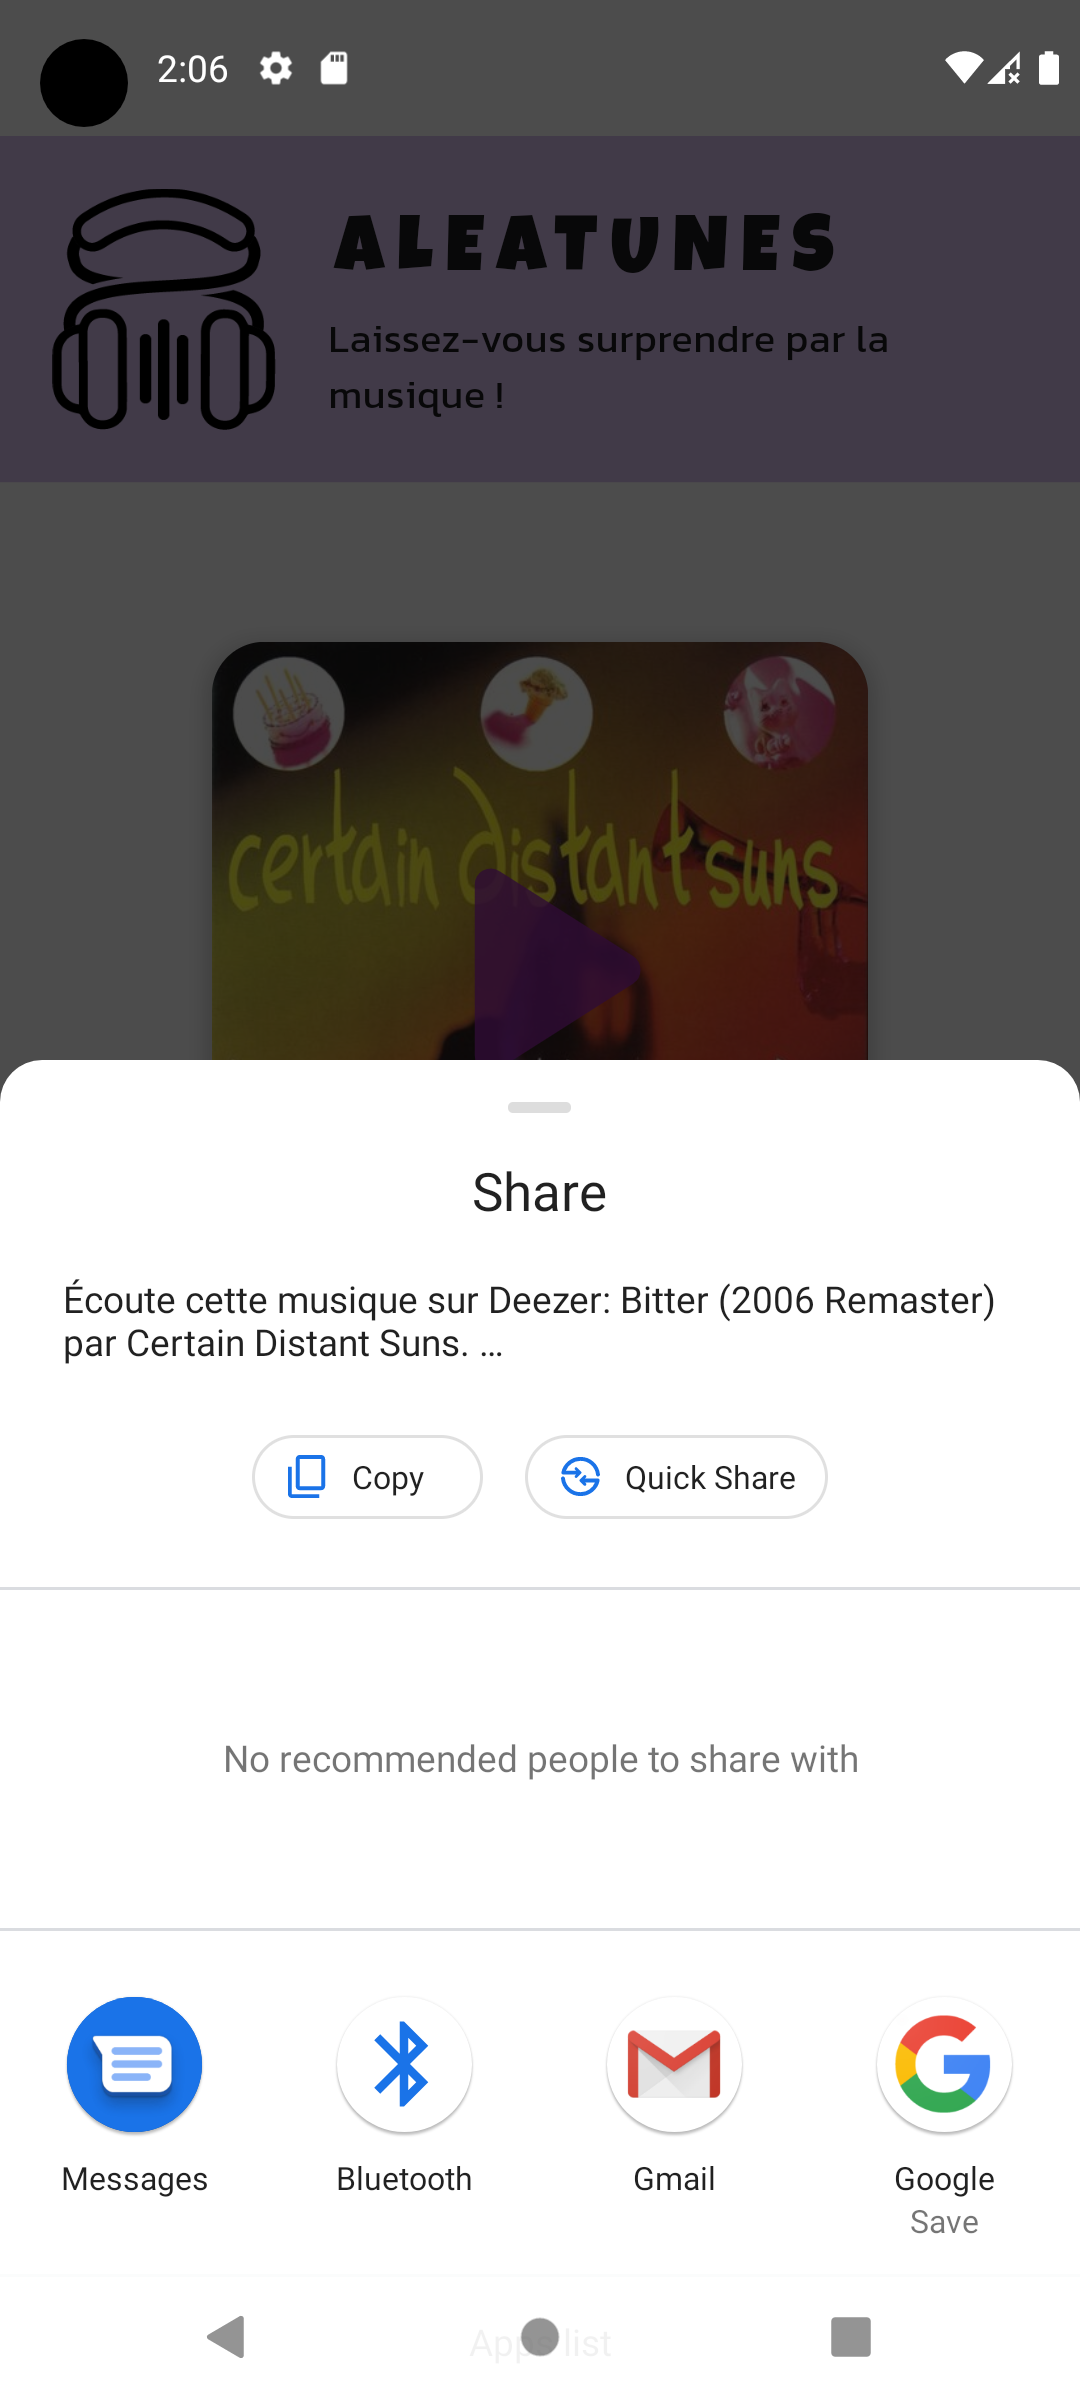 2:06
ALEATUNES
Laissez-vous surprendre par la
musique !
certain distant suns
Share
Écoute cette musique sur Deezer: Bitter (2006 Remaster)
par Certain Distant Suns. ...
Copy
Quick Share
No recommended people to share with
Messages
Bluetooth
Gmail
Google
Save
Apps list